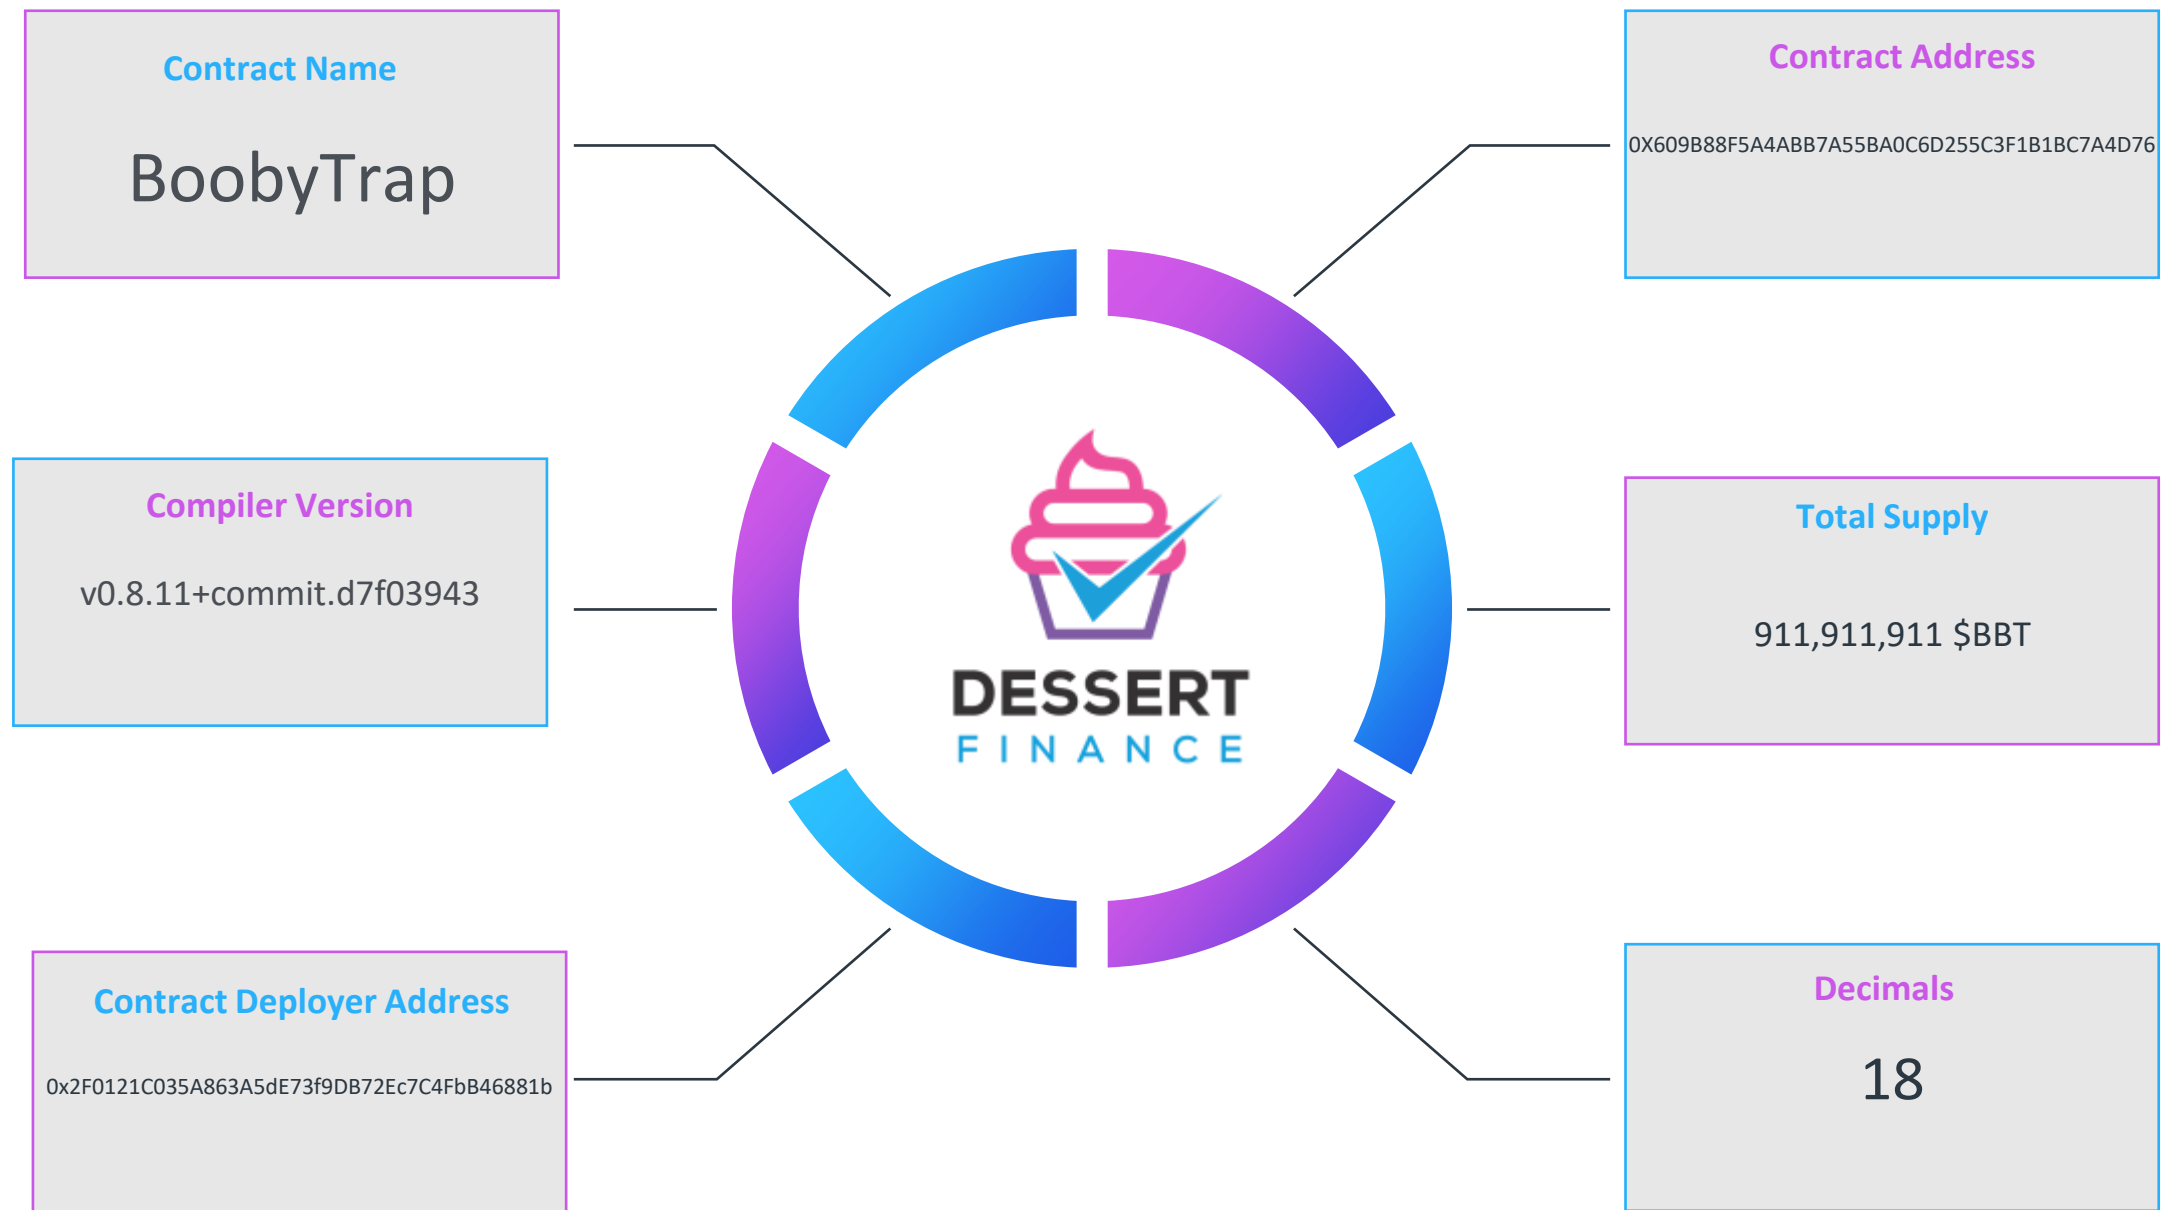 Contract Name
BoobyTrap
Contract Address
0X609B88F5A4ABB7A55BA0C6D255C3F1B1BC7A4D76
Compiler Version
v0.8.11+commit.d7f03943
Total Supply
911,911,911 $BBT
DESSERT
FINANCE
Contract Deployer Address
0x2F0121C035A863A5dE73f9DB72Ec7C4FbB46881b
Decimals
18